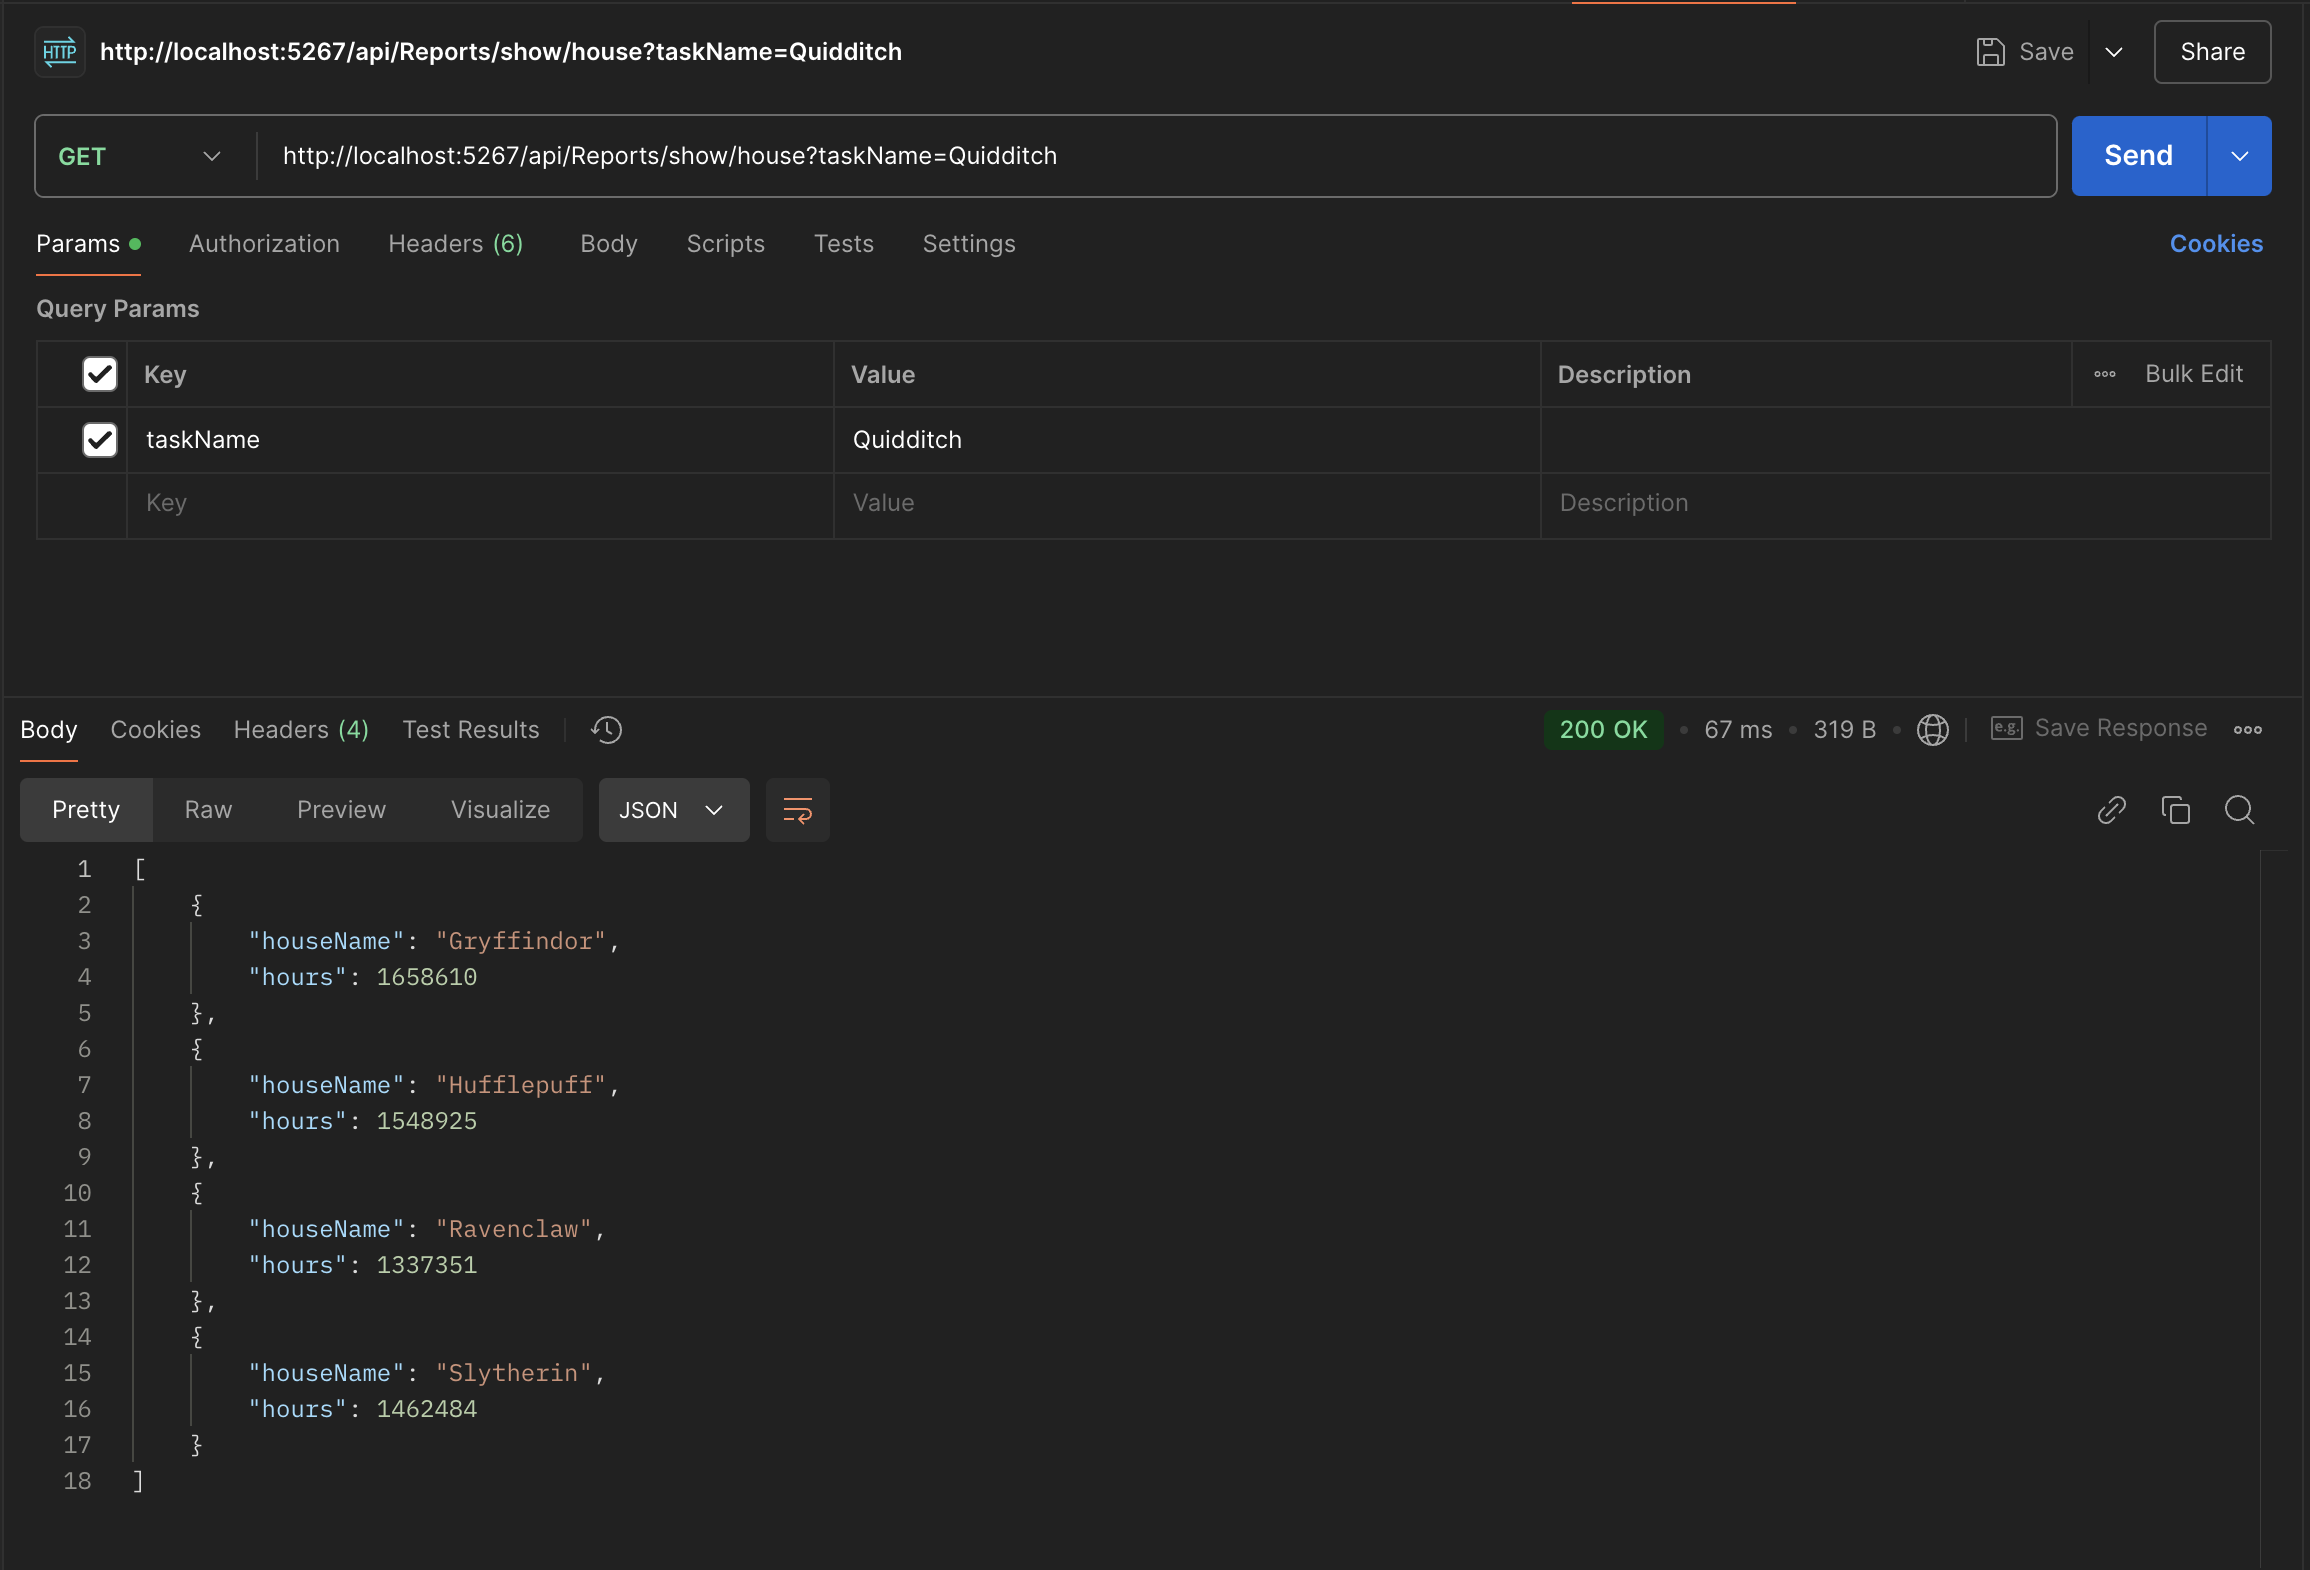 HTTP http://localhost:5267/api/Reports/show/house?taskName=Quidditch Save Share
GET http://localhost:5267/api/Reports/show/house?taskName=Quidditch Send
Params Authorization Headers (6) Body Scripts Tests Settings Cookies
Query Params
Key Value Description Bulk Edit
taskName Quidditch
Key Value Description
Body Cookies Headers (4) Test Results 200 OK 67 ms 319 B e.g. Save Response
Pretty Raw Preview Visualize JSON
1 [
2 {
3 "houseName": "Gryffindor",
4 "hours": 1658610
5 },
6 {
7 "houseName": "Hufflepuff",
8 "hours": 1548925
9 },
10 {
11 "houseName": "Ravenclaw",
12 "hours": 1337351
13 },
14 {
15 "houseName": "Slytherin",
16 "hours": 1462484
17 }
18 ]